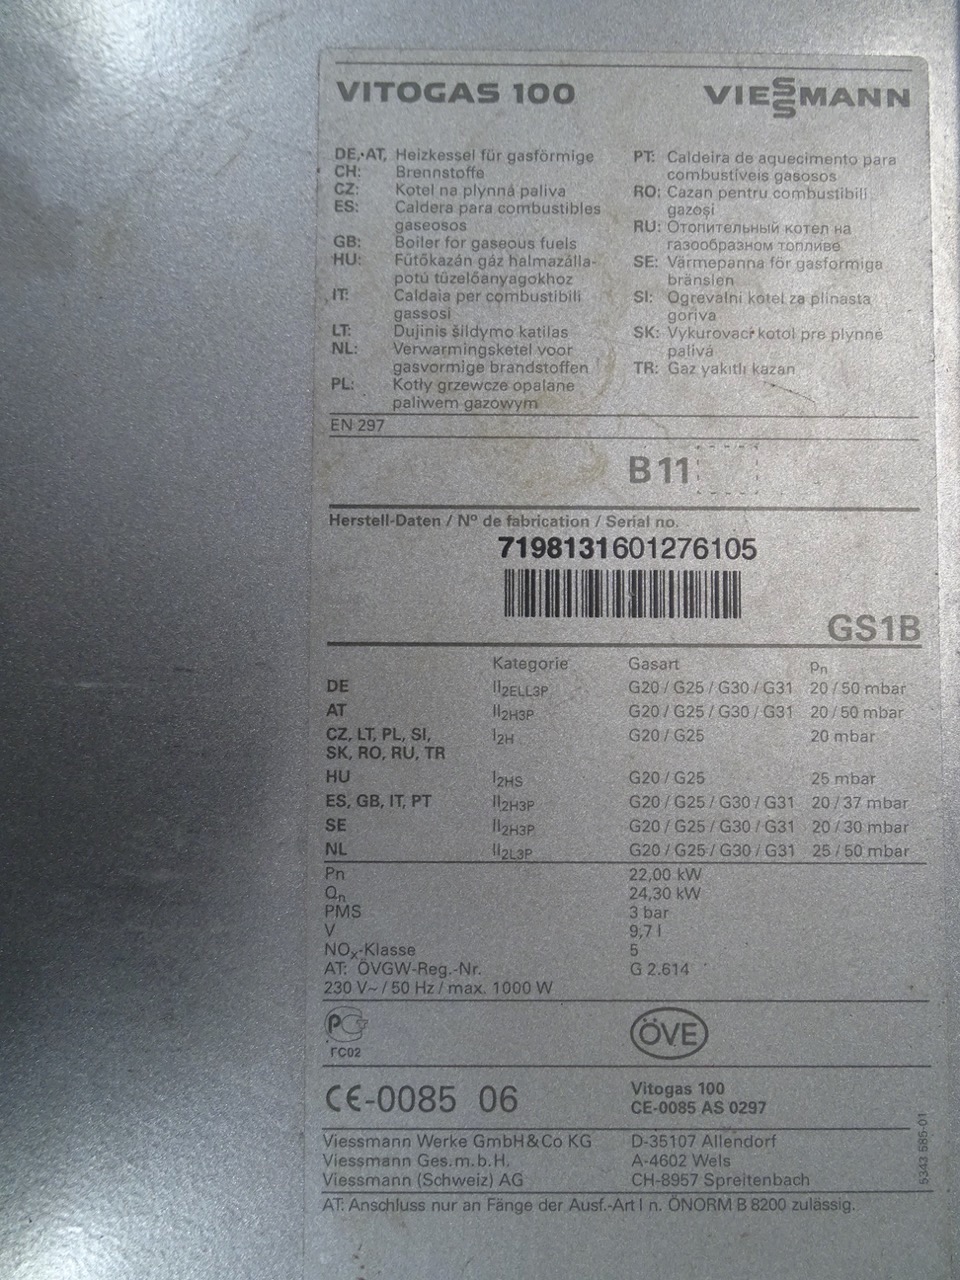 VITOGAS 100
VIESSMANN
DE, AT, Heizkessel für gasförmige
CH: Brennstoffe
CZ: Kotel na plynná paliva
ES: Caldera para combustibles
gaseosos
GB: Boiler for gaseous fuels
HU: Fűtőkazán gáz halmazálla-
potú tüzelőanyagokhoz
IT: Caldaia per combustibili
gassosi
LT: Dujinis šildymo katilas
NL: Verwarmingsketel voor
gasvormige brandstoffen
PL: Kotły grzewcze opalane
paliwem gazowym
PT: Caldeira de aquecimento para
combustíveis gasosos
RO: Cazan pentru combustibili
gazoşi
RU: Отопительный котел на
газообразном топливе
SE: Värmepanna för gasformiga
bränslen
SI: Ogrevalni kotel za plinasta
goriva
SK: Vykurovací kotol pre plynné
palivá
TR: Gaz yakıtlı kazan
EN 297
B 11
Herstell-Daten / Nº de fabrication / Serial no.
7198131601276105
GS1B
Kategorie Gasart Pn
DE II2ELL3P G20 / G25 / G30 / G31 20 / 50 mbar
AT II2H3P G20 / G25 / G30 / G31 20 / 50 mbar
CZ, LT, PL, SI, I2H G20 / G25 20 mbar
SK, RO, RU, TR
HU I2HS G20 / G25 25 mbar
ES, GB, IT, PT II2H3P G20 / G25 / G30 / G31 20 / 37 mbar
SE II2H3P G20 / G25 / G30 / G31 20 / 30 mbar
NL II2L3P G20 / G25 / G30 / G31 25 / 50 mbar
Pn 22,00 kW
Qn 24,30 kW
PMS 3 bar
V 9,7 l
NOx-Klasse 5
AT: ÖVGW-Reg.-Nr. G 2.614
230 V~ / 50 Hz / max. 1000 W
ГС02
ÖVE
CE-0085 06
Vitogas 100
CE-0085 AS 0297
Viessmann Werke GmbH&Co KG D-35107 Allendorf
Viessmann Ges.m.b.H. A-4602 Wels
Viessmann (Schweiz) AG CH-8957 Spreitenbach
5343 585-01
AT: Anschluss nur an Fänge der Ausf.-Art I n. ÖNORM B 8200 zulässig.